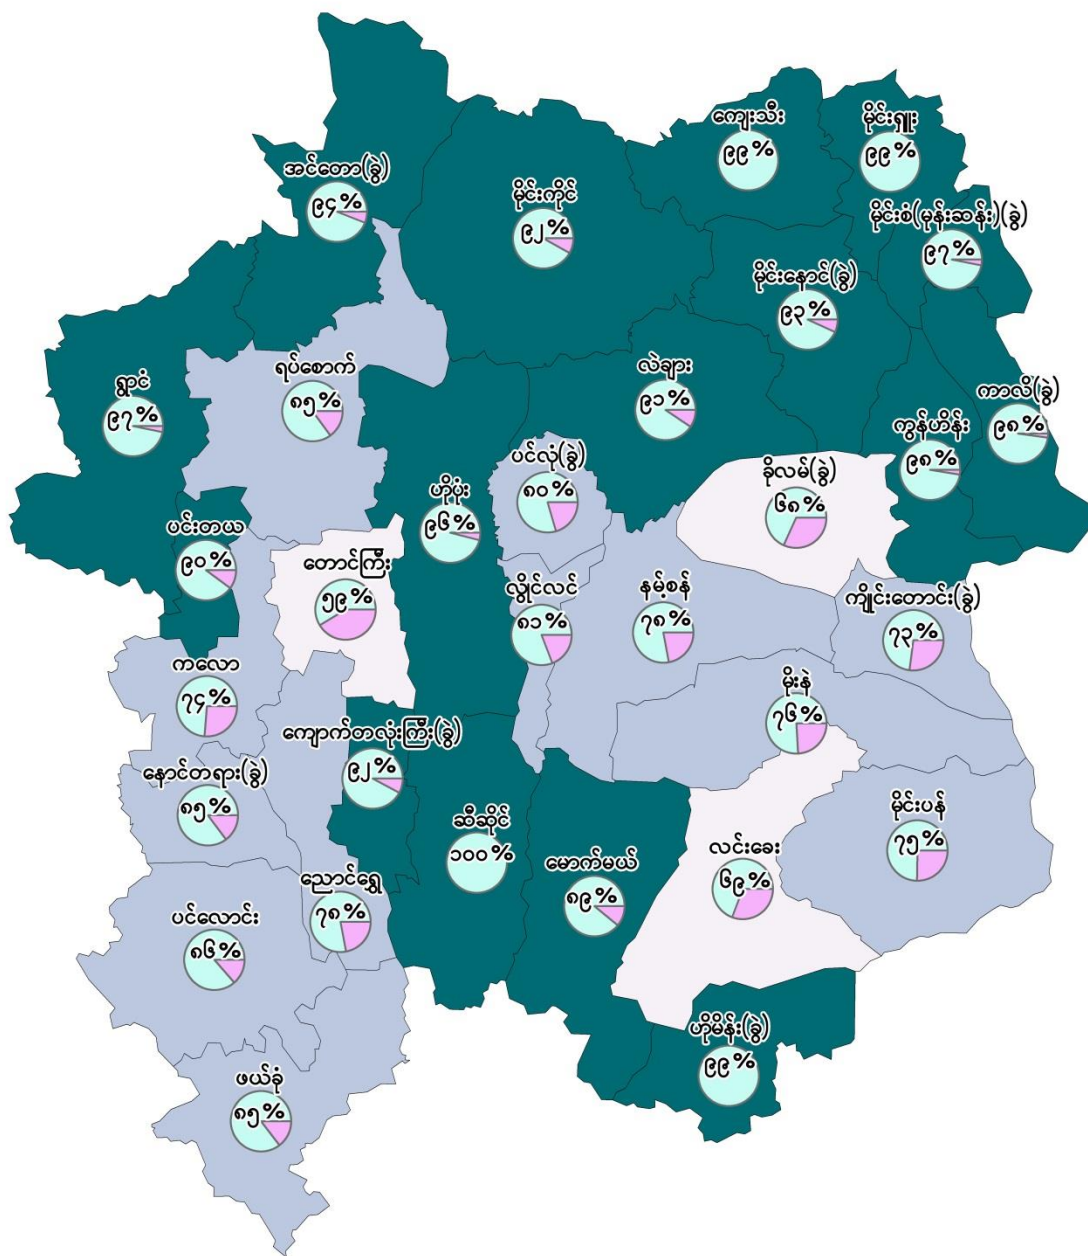 ကျေးသီး
၉၉%
မိုင်းရှူး
၉၉%
အင်တော(ခွဲ)
၉၄%
မိုင်းကိုင်
၉၂%
မိုင်းစံ(မုန်းဆန်း)(ခွဲ)
၉၇%
မိုင်းနောင်(ခွဲ)
၉၃%
ရပ်စောက်
၈၅%
လဲချား
၉၁%
ရွာငံ
၉၇%
ကာလိ(ခွဲ)
၉၈%
ကွန်ဟိန်း
၉၈%
ပင်လုံ(ခွဲ)
၈၀%
ခိုလမ်(ခွဲ)
၆၈%
ဟိုပုံး
၉၆%
ပင်းတယ
၉၀%
တောင်ကြီး
၅၉%
လွိုင်လင်
၈၁%
နမ့်စန်
၇၈%
ကျိုင်းတောင်း(ခွဲ)
၇၃%
ကလော
၇၄%
မိုးနဲ
၇၆%
ကျောက်တလုံးကြီး(ခွဲ)
၉၂%
နောင်တရား(ခွဲ)
၈၅%
ဆီဆိုင်
၁၀၀%
မိုင်းပန်
၇၅%
လင်းခေး
၆၉%
မောက်မယ်
၈၉%
ညောင်ရွှေ
၇၈%
ပင်လောင်း
၈၆%
ဟိုမိန်း(ခွဲ)
၉၉%
ဖယ်ခုံ
၈၅%